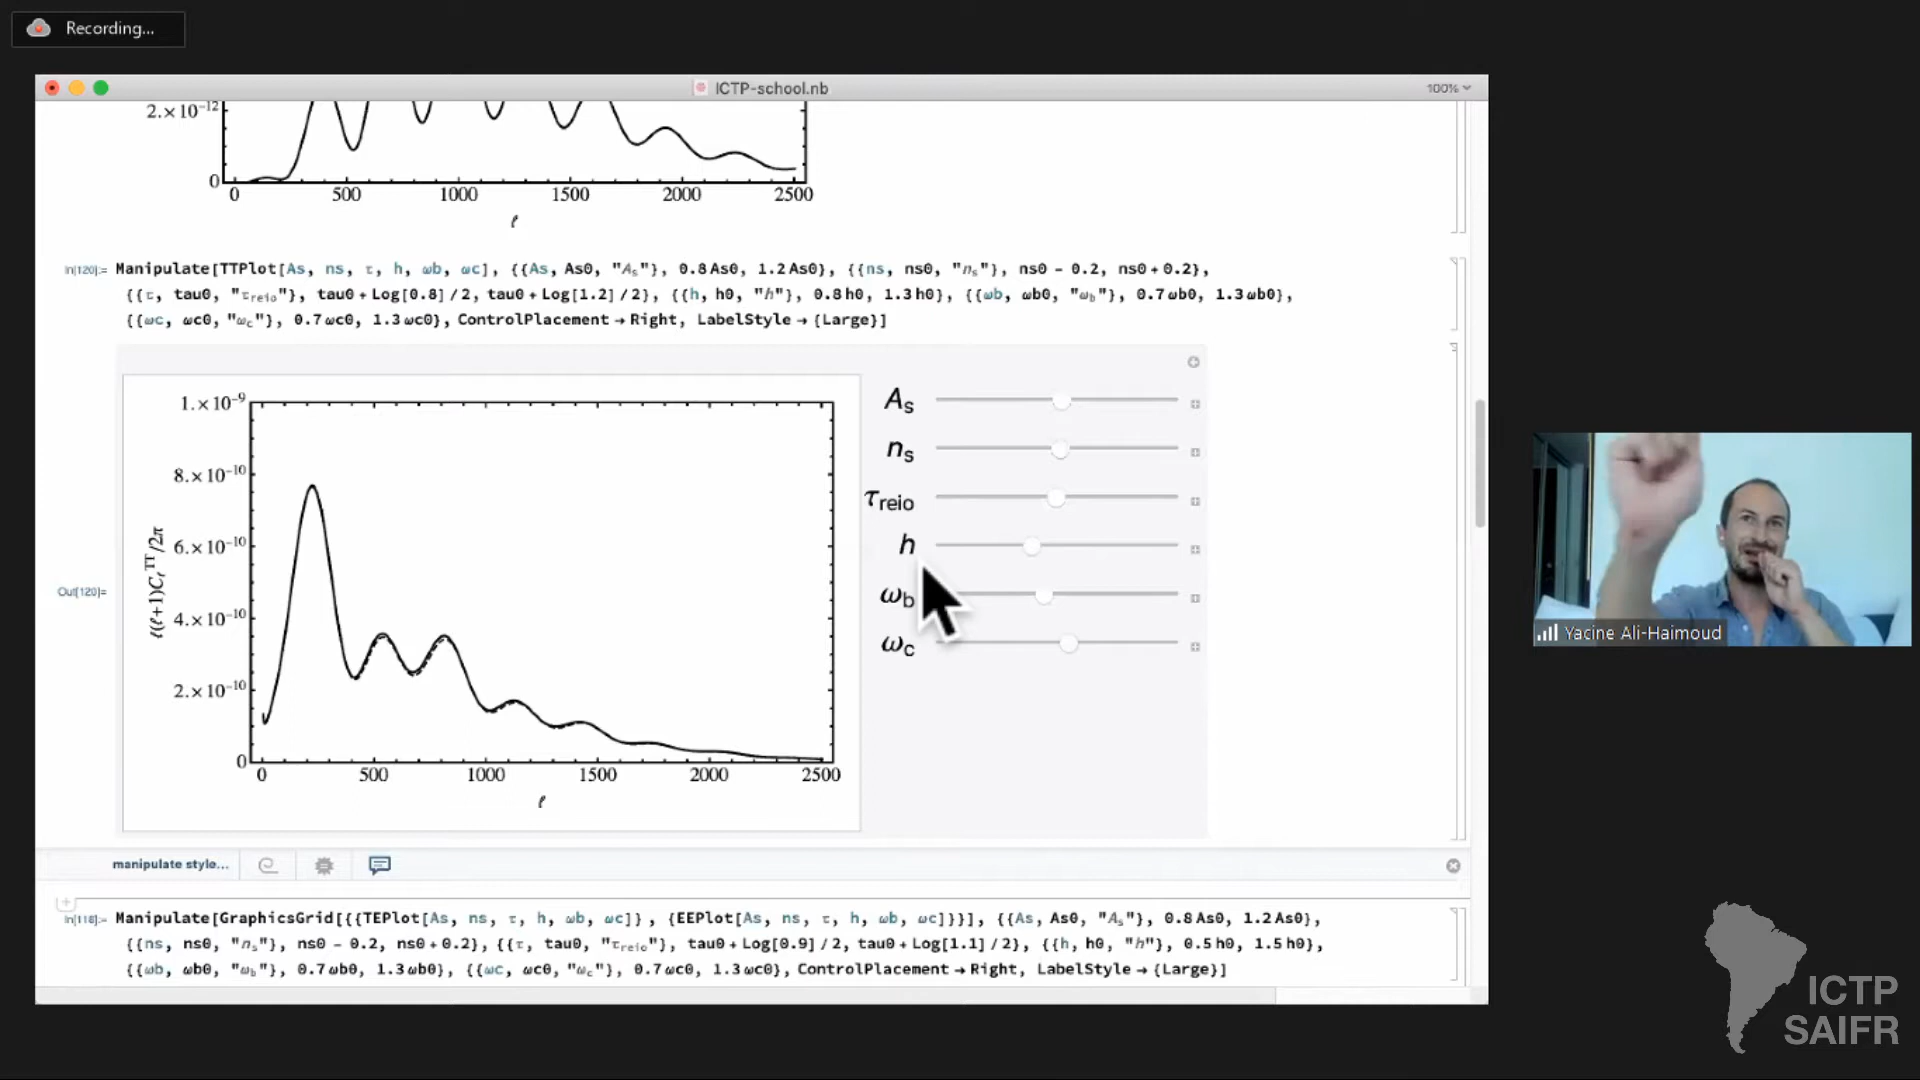 Recording...
ICTP-school.nb
100%
2.×10⁻¹²
0
0 500 1000 1500 2000 2500
ℓ
In[120]:= Manipulate[TTPlot[As, ns, τ, h, ωb, ωc], {{As, As0, "Aₛ"}, 0.8 As0, 1.2 As0}, {{ns, ns0, "nₛ"}, ns0 - 0.2, ns0 + 0.2},
{{τ, tau0, "τreio"}, tau0 + Log[0.8] / 2, tau0 + Log[1.2] / 2}, {{h, h0, "h"}, 0.8 h0, 1.3 h0}, {{ωb, ωb0, "ωb"}, 0.7 ωb0, 1.3 ωb0},
{{ωc, ωc0, "ωc"}, 0.7 ωc0, 1.3 ωc0}, ControlPlacement → Right, LabelStyle → {Large}]
Out[120]=
1.×10⁻⁹
8.×10⁻¹⁰
6.×10⁻¹⁰
4.×10⁻¹⁰
2.×10⁻¹⁰
0
ℓ(ℓ+1)Cℓ^TT/2π
0 500 1000 1500 2000 2500
ℓ
Aₛ
nₛ
τreio
h
ωb
ωc
Yacine Ali-Haimoud
manipulate style...
In[118]:= Manipulate[GraphicsGrid[{{TEPlot[As, ns, τ, h, ωb, ωc]}, {EEPlot[As, ns, τ, h, ωb, ωc]}}], {{As, As0, "Aₛ"}, 0.8 As0, 1.2 As0},
{{ns, ns0, "nₛ"}, ns0 - 0.2, ns0 + 0.2}, {{τ, tau0, "τreio"}, tau0 + Log[0.9] / 2, tau0 + Log[1.1] / 2}, {{h, h0, "h"}, 0.5 h0, 1.5 h0},
{{ωb, ωb0, "ωb"}, 0.7 ωb0, 1.3 ωb0}, {{ωc, ωc0, "ωc"}, 0.7 ωc0, 1.3 ωc0}, ControlPlacement → Right, LabelStyle → {Large}]
ICTP
SAIFR